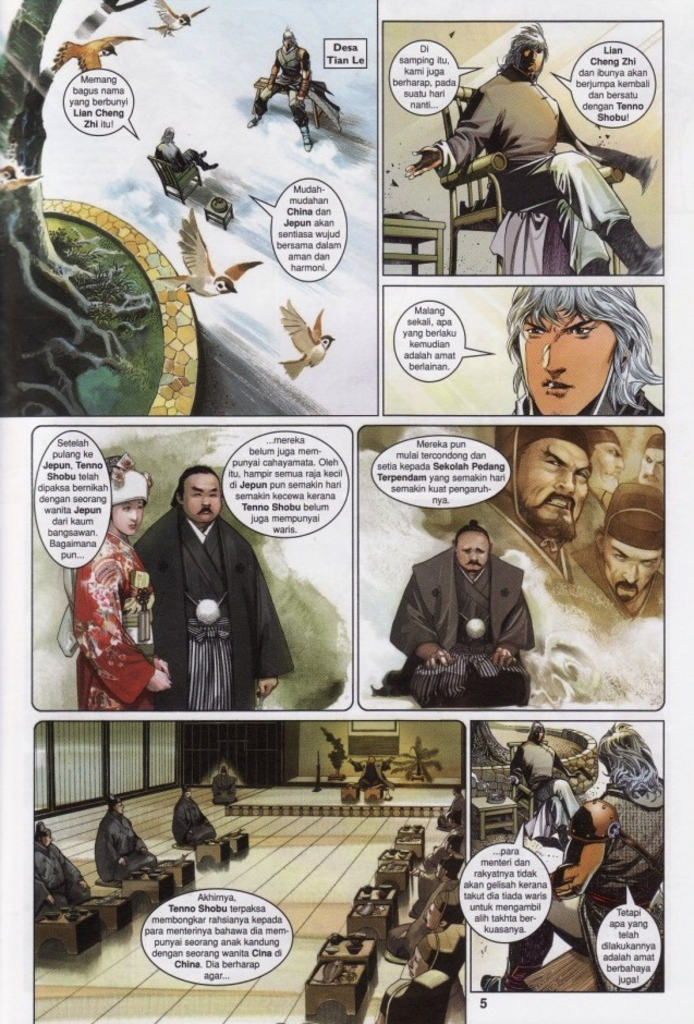 Memang
bagus nama
yang berbunyi
Lian Cheng
Zhi itu!
Desa
Tian Le
Mudah-
mudahan
China dan
Jepun akan
sentiasa wujud
bersama dalam
aman dan
harmoni.
Di
samping itu,
kami juga
berharap, pada
suatu hari
nanti...
Lian
Cheng Zhi
dan ibunya akan
berjumpa kembali
dan bersatu
dengan Tenno
Shobu!
Malang
sekali, apa
yang berlaku
kemudian
adalah amat
berlainan.
Setelah
pulang ke
Jepun, Tenno
Shobu telah
dipaksa bernikah
dengan seorang
wanita Jepun
dari kaum
bangsawan.
Bagaimana
pun...
...mereka
belum juga mem-
punyai cahayamata. Oleh
itu, hampir semua raja kecil
di Jepun pun semakin hari
semakin kecewa kerana
Tenno Shobu belum
juga mempunyai
waris.
Mereka pun
mulai tercondong dan
setia kepada Sekolah Pedang
Terpendam yang semakin hari
semakin kuat pengaruh-
nya.
Akhirnya,
Tenno Shobu terpaksa
membongkar rahsianya kepada
para menterinya bahawa dia mem-
punyai seorang anak kandung
dengan seorang wanita Cina di
China. Dia berharap
agar...
...para
menteri dan
rakyatnya tidak
akan gelisah kerana
takut dia tiada waris
untuk mengambil
alih takhta ber-
kuasanya.
Tetapi
apa yang
telah
dilakukannya
adalah amat
berbahaya
juga!
5